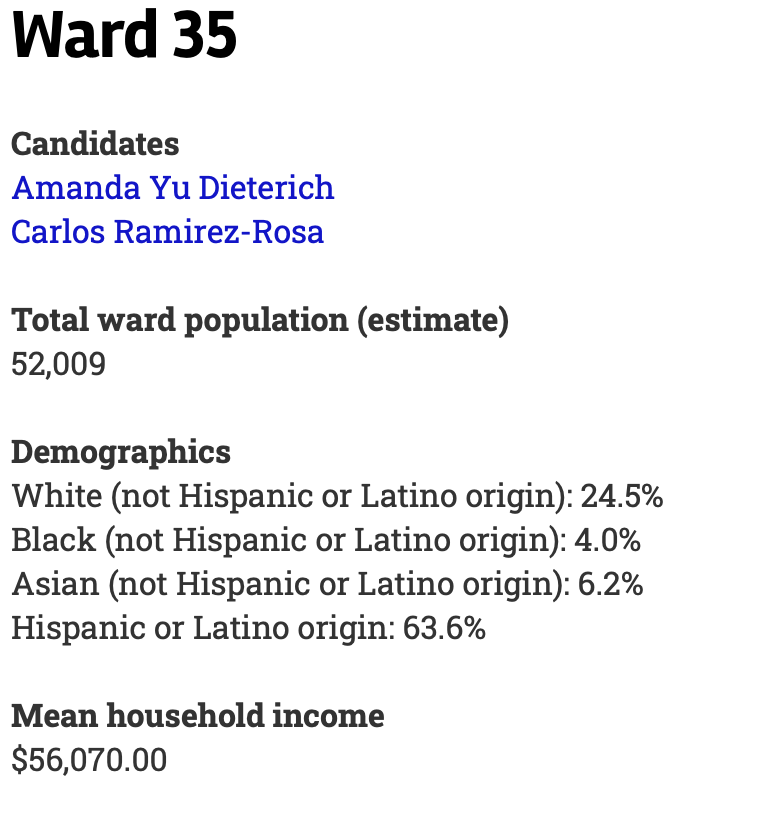 Ward 35
Candidates
Amanda Yu Dieterich
Carlos Ramirez-Rosa
Total ward population (estimate)
52,009
Demographics
White (not Hispanic or Latino origin): 24.5%
Black (not Hispanic or Latino origin): 4.0%
Asian (not Hispanic or Latino origin): 6.2%
Hispanic or Latino origin: 63.6%
Mean household income
$56,070.00